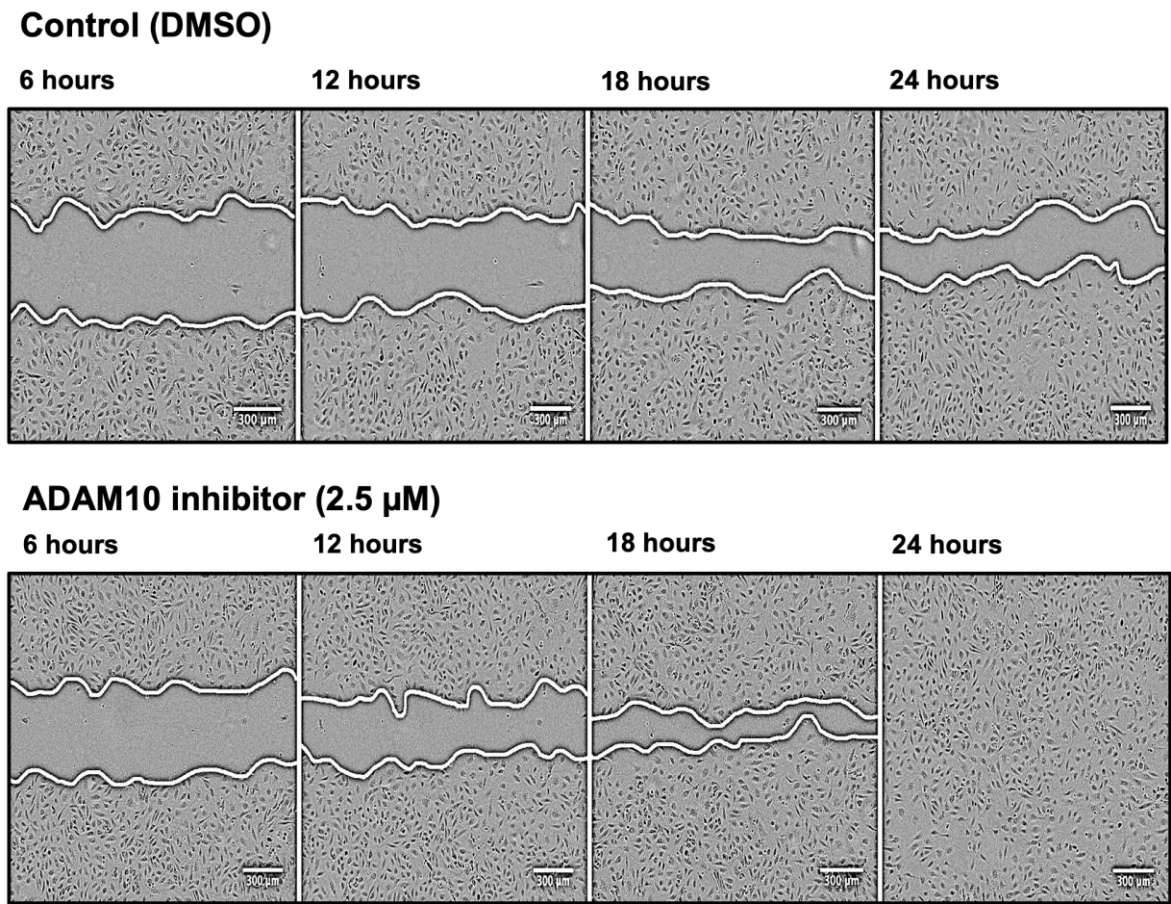 Control (DMSO)
6 hours 12 hours 18 hours 24 hours
300 µm 300 µm 300 µm 300 µm
ADAM10 inhibitor (2.5 µM)
6 hours 12 hours 18 hours 24 hours
300 µm 300 µm 300 µm 300 µm